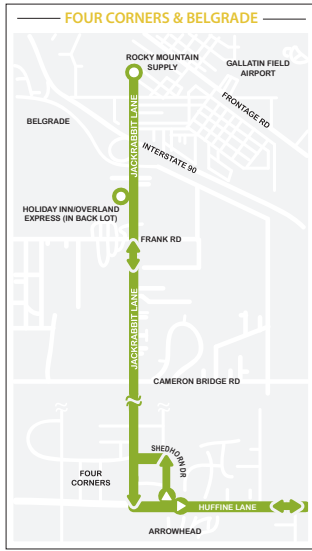 FOUR CORNERS & BELGRADE
ROCKY MOUNTAIN
SUPPLY
GALLATIN FIELD
AIRPORT
JACKRABBIT LANE
FRONTAGE RD
BELGRADE
INTERSTATE 90
HOLIDAY INN/OVERLAND
EXPRESS (IN BACK LOT)
FRANK RD
JACKRABBIT LANE
CAMERON BRIDGE RD
SHEDHORN DR
FOUR
CORNERS
HUFFINE LANE
ARROWHEAD